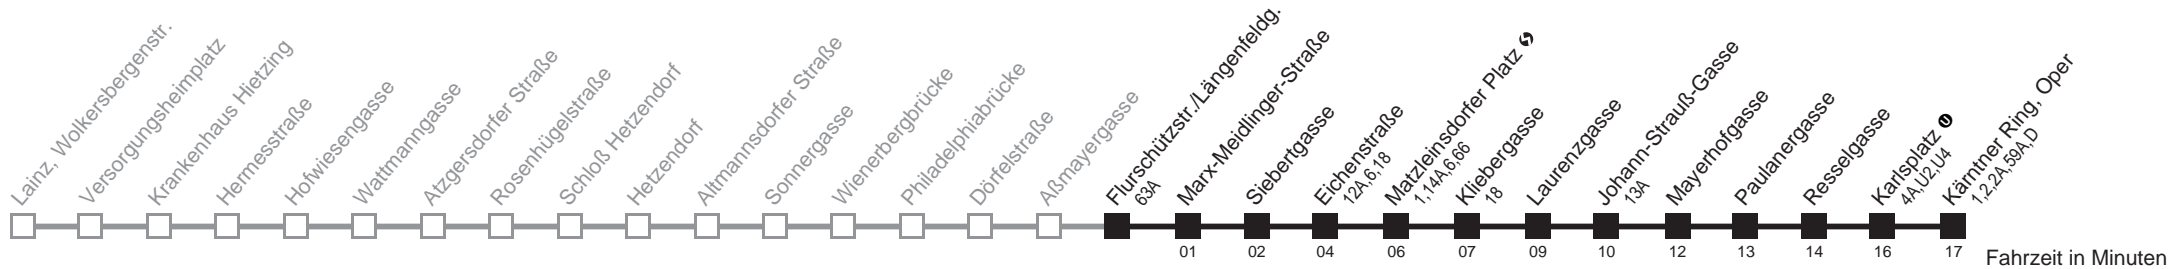 Lainz, Wolkersbergenstr.
Versorgungsheimplatz
Krankenhaus Hietzing
Hermesstraße
Hofwiesengasse
Wattmanngasse
Atzgersdorfer Straße
Rosenhügelstraße
Schloß Hetzendorf
Hetzendorf
Altmannsdorfer Straße
Sonnergasse
Wienerbergbrücke
Philadelphiabrücke
Dörfelstraße
Aßmayergasse
Flurschützstr./Längenfeldg.
63A
Marx-Meidlinger-Straße
Siebertgasse
Eichenstraße
12A,6,18
Matzleinsdorfer Platz
1,14A,6,66
Kliebergasse
18
Laurenzgasse
Johann-Strauß-Gasse
13A
Mayerhofgasse
Paulanergasse
Resselgasse
Karlsplatz U
4A,U2,U4
Kärntner Ring, Oper
1,2,2A,59A,D
01 02 04 06 07 09 10 12 13 14 16 17 Fahrzeit in Minuten